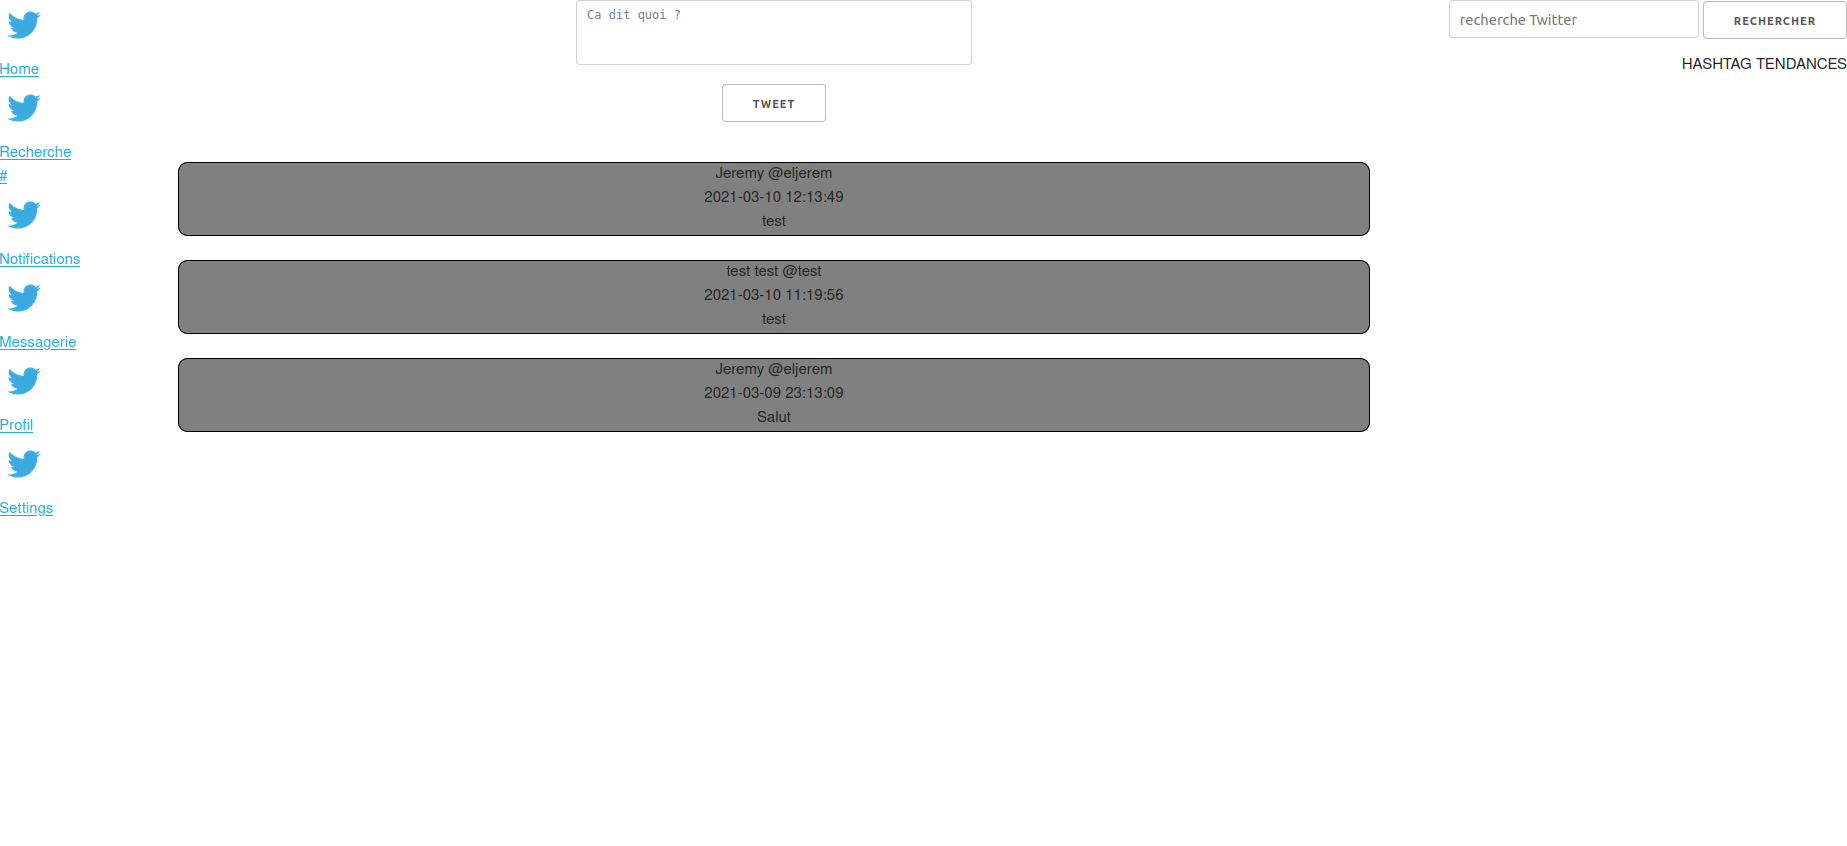 Home
Recherche
#
Notifications
Messagerie
Profil
Settings
Ca dit quoi ?
TWEET
Jeremy @eljerem
2021-03-10 12:13:49
test
test test @test
2021-03-10 11:19:56
test
Jeremy @eljerem
2021-03-09 23:13:09
Salut
recherche Twitter
RECHERCHER
HASHTAG TENDANCES